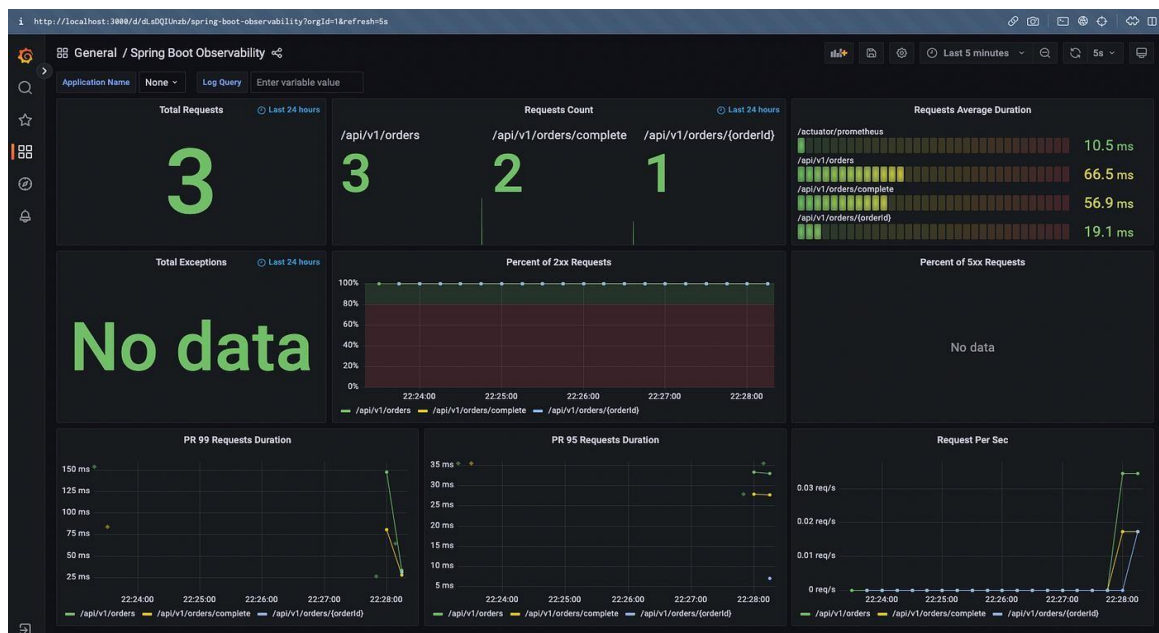 i http://localhost:3000/d/dLsDQIUnzb/spring-boot-observability?orgId=1&refresh=5s
General / Spring Boot Observability
Last 5 minutes
5s
Application Name None Log Query Enter variable value
Total Requests Last 24 hours
3
Requests Count Last 24 hours
/api/v1/orders /api/v1/orders/complete /api/v1/orders/{orderId}
3 2 1
Requests Average Duration
/actuator/prometheus
10.5 ms
/api/v1/orders
66.5 ms
/api/v1/orders/complete
56.9 ms
/api/v1/orders/{orderId}
19.1 ms
Total Exceptions Last 24 hours
No data
Percent of 2xx Requests
100%
80%
60%
40%
20%
0%
22:24:00 22:25:00 22:26:00 22:27:00 22:28:00
/api/v1/orders /api/v1/orders/complete /api/v1/orders/{orderId}
Percent of 5xx Requests
No data
PR 99 Requests Duration
150 ms
125 ms
100 ms
75 ms
50 ms
25 ms
22:24:00 22:25:00 22:26:00 22:27:00 22:28:00
/api/v1/orders /api/v1/orders/complete /api/v1/orders/{orderId}
PR 95 Requests Duration
35 ms
30 ms
25 ms
20 ms
15 ms
10 ms
5 ms
22:24:00 22:25:00 22:26:00 22:27:00 22:28:00
/api/v1/orders /api/v1/orders/complete /api/v1/orders/{orderId}
Request Per Sec
0.03 req/s
0.02 req/s
0.01 req/s
0 req/s
22:24:00 22:25:00 22:26:00 22:27:00 22:28:00
/api/v1/orders /api/v1/orders/complete /api/v1/orders/{orderId}